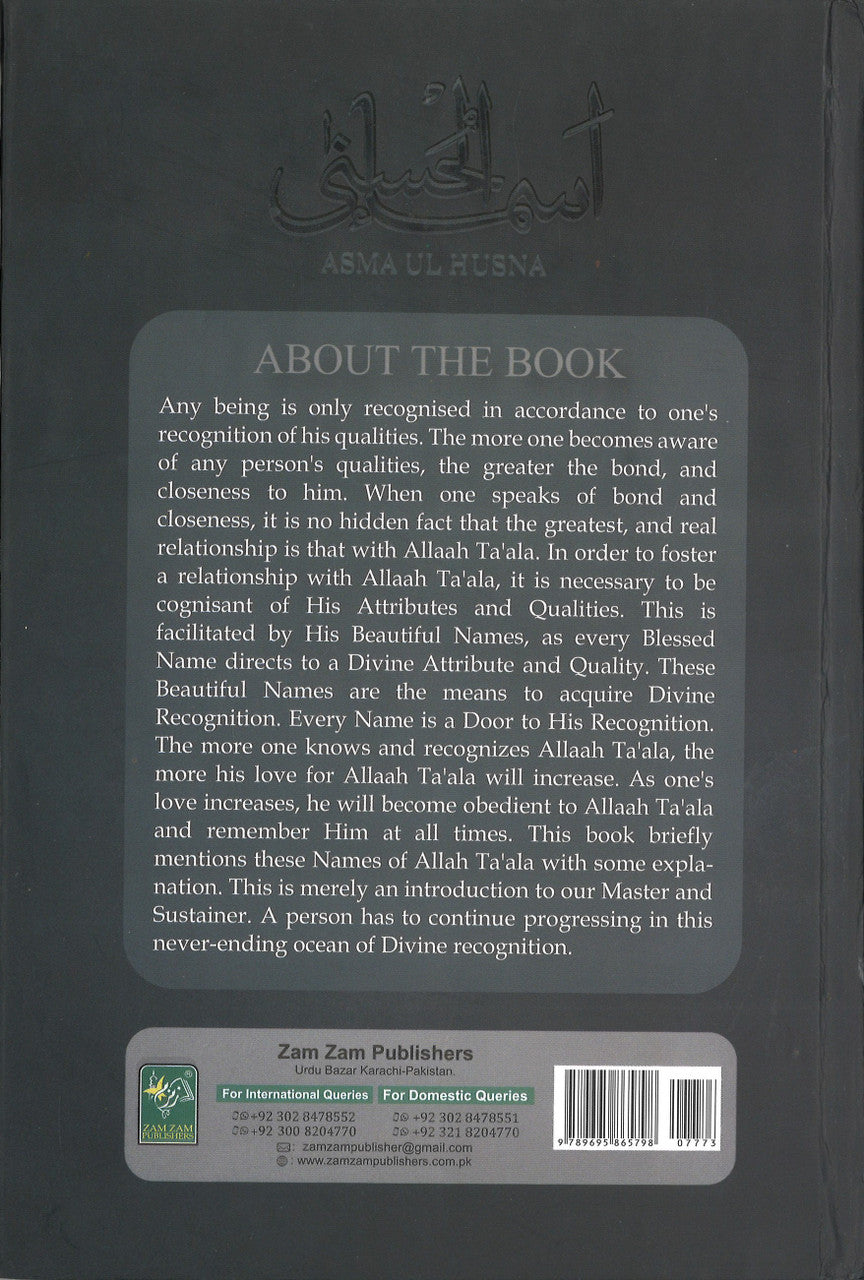 اسماء الحسنى
ASMA UL HUSNA
ABOUT THE BOOK
Any being is only recognised in accordance to one's
recognition of his qualities. The more one becomes aware
of any person's qualities, the greater the bond, and
closeness to him. When one speaks of bond and
closeness, it is no hidden fact that the greatest, and real
relationship is that with Allaah Ta'ala. In order to foster
a relationship with Allaah Ta'ala, it is necessary to be
cognisant of His Attributes and Qualities. This is
facilitated by His Beautiful Names, as every Blessed
Name directs to a Divine Attribute and Quality. These
Beautiful Names are the means to acquire Divine
Recognition. Every Name is a Door to His Recognition.
The more one knows and recognizes Allaah Ta'ala, the
more his love for Allaah Ta'ala will increase. As one's
love increases, he will become obedient to Allaah Ta'ala
and remember Him at all times. This book briefly
mentions these Names of Allah Ta'ala with some expla-
nation. This is merely an introduction to our Master and
Sustainer. A person has to continue progressing in this
never-ending ocean of Divine recognition.
Zam Zam Publishers
Urdu Bazar Karachi-Pakistan.
For International Queries For Domestic Queries
+92 302 8478552 +92 302 8478551
+92 300 8204770 +92 321 8204770
: zamzampublisher@gmail.com
: www.zamzampublishers.com.pk
زمزم ®
ZAM ZAM
PUBLISHERS
9 789695 865798 07773